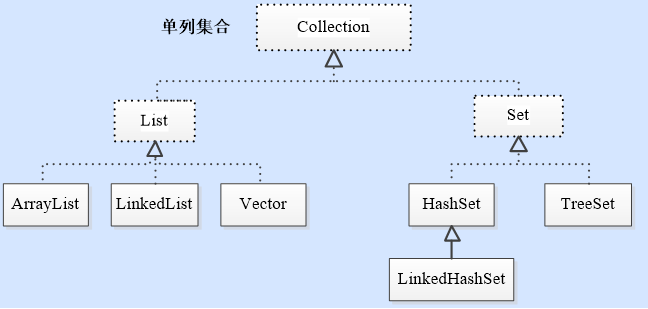 单列集合
Collection
List
Set
ArrayList
LinkedList
Vector
HashSet
TreeSet
LinkedHashSet